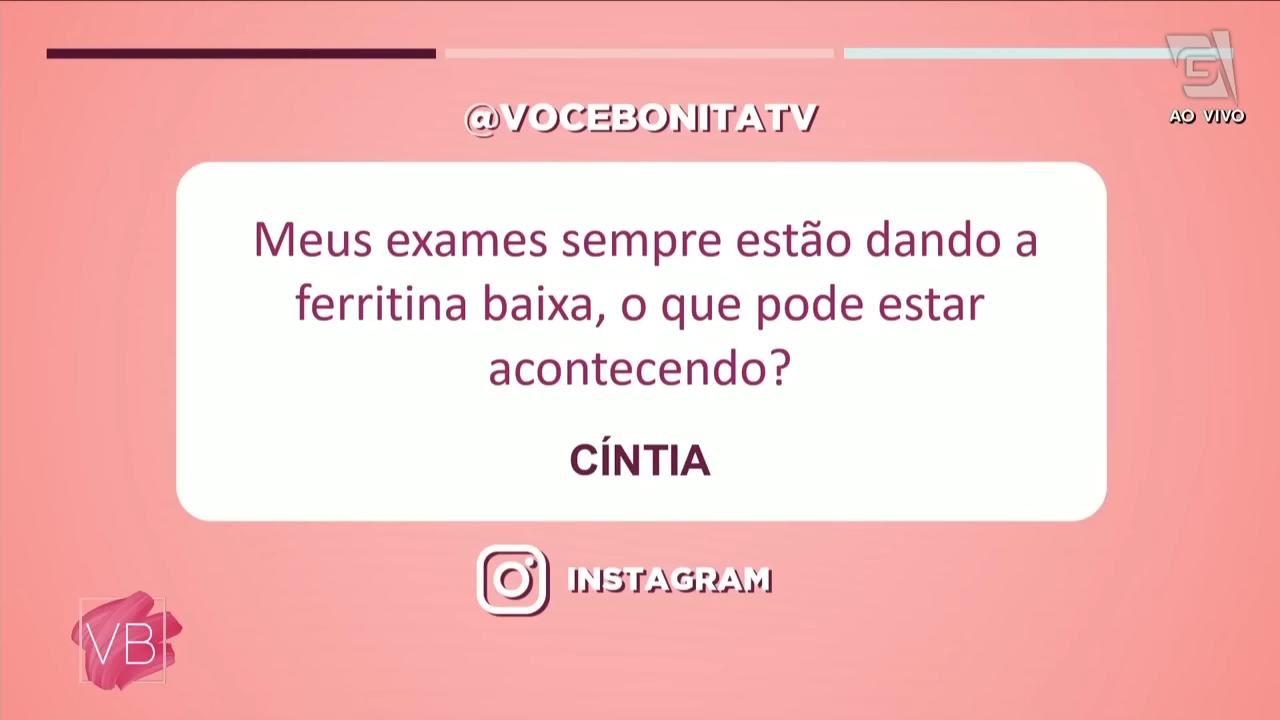 @VOCEBONITATV
AO VIVO
Meus exames sempre estão dando a
ferritina baixa, o que pode estar
acontecendo?
CÍNTIA
INSTAGRAM
VB